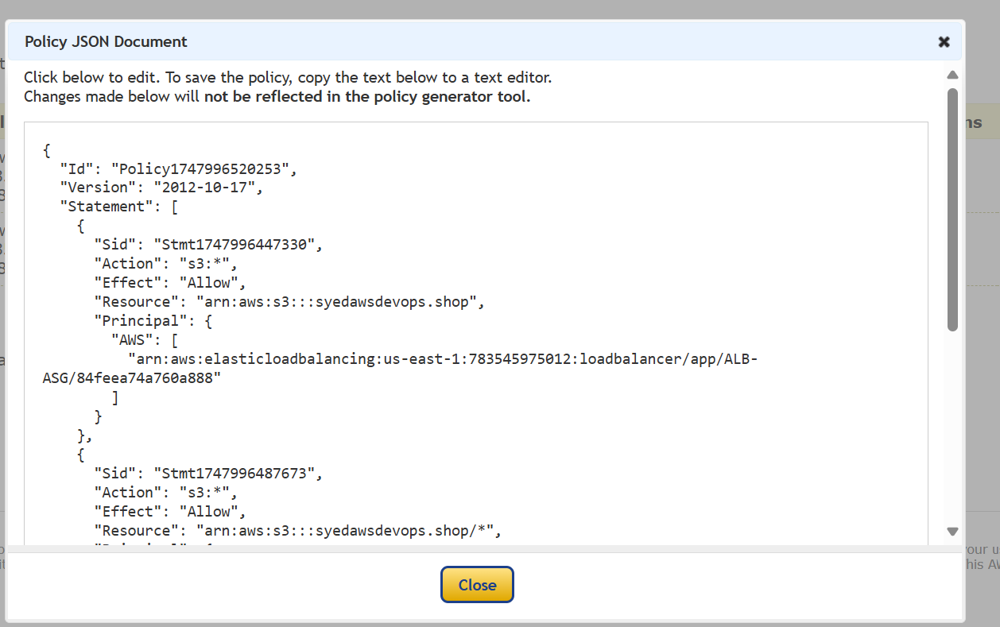 Policy JSON Document
Click below to edit. To save the policy, copy the text below to a text editor.
Changes made below will not be reflected in the policy generator tool.
{
"Id": "Policy1747996520253",
"Version": "2012-10-17",
"Statement": [
{
"Sid": "Stmt1747996447330",
"Action": "s3:*",
"Effect": "Allow",
"Resource": "arn:aws:s3:::syedawsdevops.shop",
"Principal": {
"AWS": [
"arn:aws:elasticloadbalancing:us-east-1:783545975012:loadbalancer/app/ALB-
ASG/84feea74a760a888"
]
}
},
{
"Sid": "Stmt1747996487673",
"Action": "s3:*",
"Effect": "Allow",
"Resource": "arn:aws:s3:::syedawsdevops.shop/*",
Close